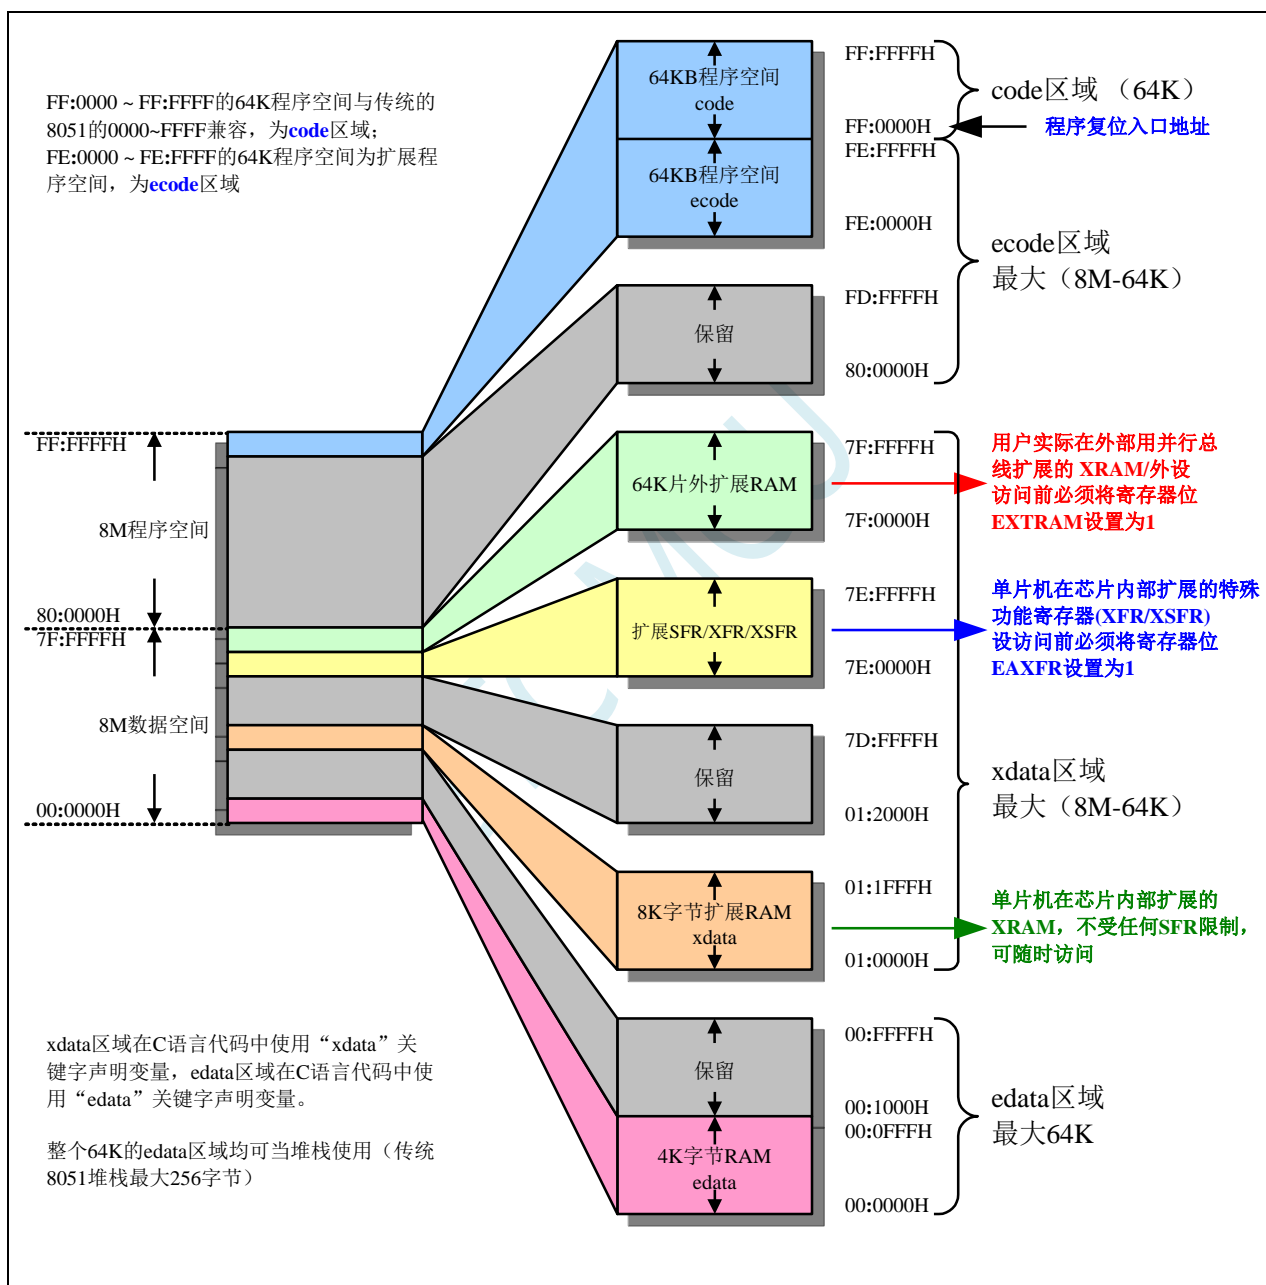 FF:0000 ~ FF:FFFF的64K程序空间与传统的
8051的0000~FFFF兼容，为code区域；
FE:0000 ~ FE:FFFF的64K程序空间为扩展程
序空间，为ecode区域
64KB程序空间
code
64KB程序空间
ecode
FF:FFFFH
FF:0000H
FE:FFFFH
FE:0000H
code区域 （64K）
程序复位入口地址
ecode区域
最大（8M-64K）
保留
FD:FFFFH
80:0000H
FF:FFFFH
8M程序空间
80:0000H
7F:FFFFH
8M数据空间
00:0000H
64K片外扩展RAM
7F:FFFFH
7F:0000H
用户实际在外部用并行总
线扩展的 XRAM/外设
访问前必须将寄存器位
EXTRAM设置为1
扩展SFR/XFR/XSFR
7E:FFFFH
7E:0000H
单片机在芯片内部扩展的特殊
功能寄存器(XFR/XSFR)
设访问前必须将寄存器位
EAXFR设置为1
保留
7D:FFFFH
01:2000H
xdata区域
最大（8M-64K）
8K字节扩展RAM
xdata
01:1FFFH
01:0000H
单片机在芯片内部扩展的
XRAM，不受任何SFR限制，
可随时访问
保留
00:FFFFH
00:1000H
00:0FFFH
4K字节RAM
edata
00:0000H
edata区域
最大64K
xdata区域在C语言代码中使用“xdata”关
键字声明变量，edata区域在C语言代码中使
用“edata”关键字声明变量。
整个64K的edata区域均可当堆栈使用（传统
8051堆栈最大256字节）